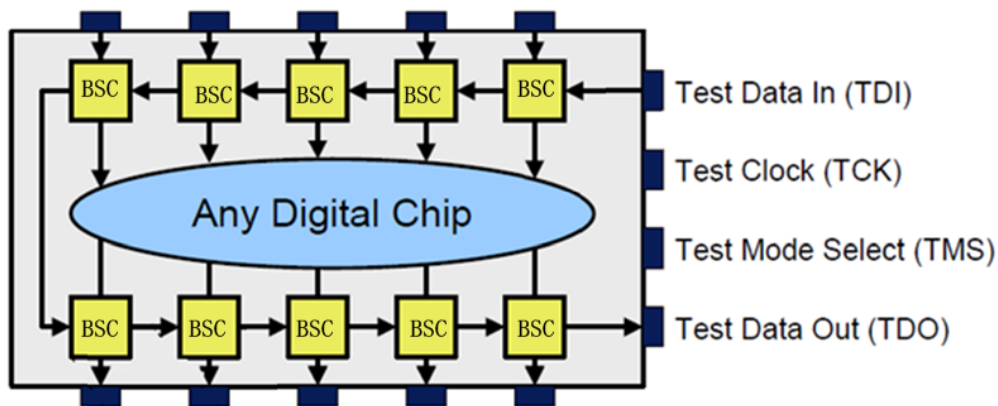 BSC BSC BSC BSC BSC
Test Data In (TDI)
Test Clock (TCK)
Any Digital Chip
Test Mode Select (TMS)
BSC BSC BSC BSC BSC
Test Data Out (TDO)